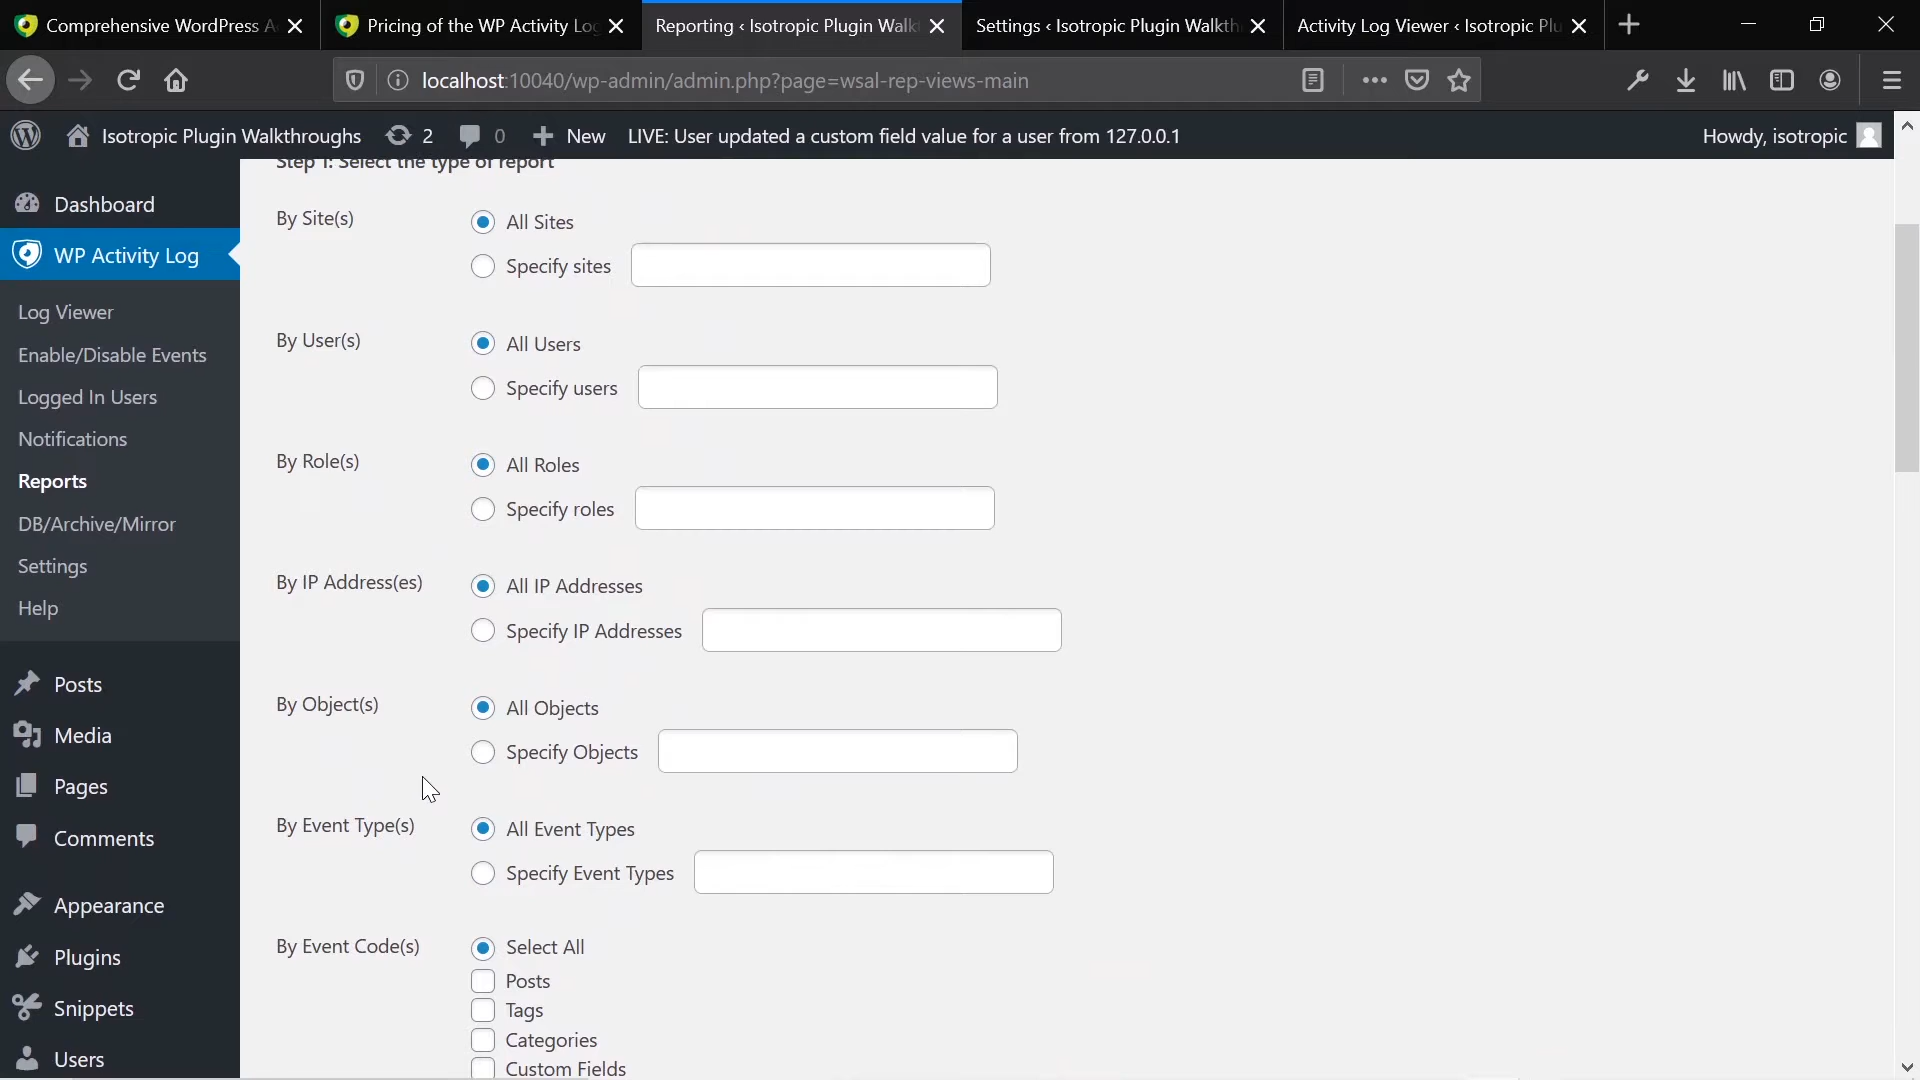 Comprehensive WordPress A
Pricing of the WP Activity Lo
Reporting ‹ Isotropic Plugin Walk
Settings ‹ Isotropic Plugin Walkth
Activity Log Viewer ‹ Isotropic Plu
localhost:10040/wp-admin/admin.php?page=wsal-rep-views-main
Isotropic Plugin Walkthroughs 2 0 New LIVE: User updated a custom field value for a user from 127.0.0.1 Howdy, isotropic
Dashboard
WP Activity Log
Log Viewer
Enable/Disable Events
Logged In Users
Notifications
Reports
DB/Archive/Mirror
Settings
Help
Posts
Media
Pages
Comments
Appearance
Plugins
Snippets
Users
Step 1: Select the type of report
By Site(s)
All Sites
Specify sites
By User(s)
All Users
Specify users
By Role(s)
All Roles
Specify roles
By IP Address(es)
All IP Addresses
Specify IP Addresses
By Object(s)
All Objects
Specify Objects
By Event Type(s)
All Event Types
Specify Event Types
By Event Code(s)
Select All
Posts
Tags
Categories
Custom Fields